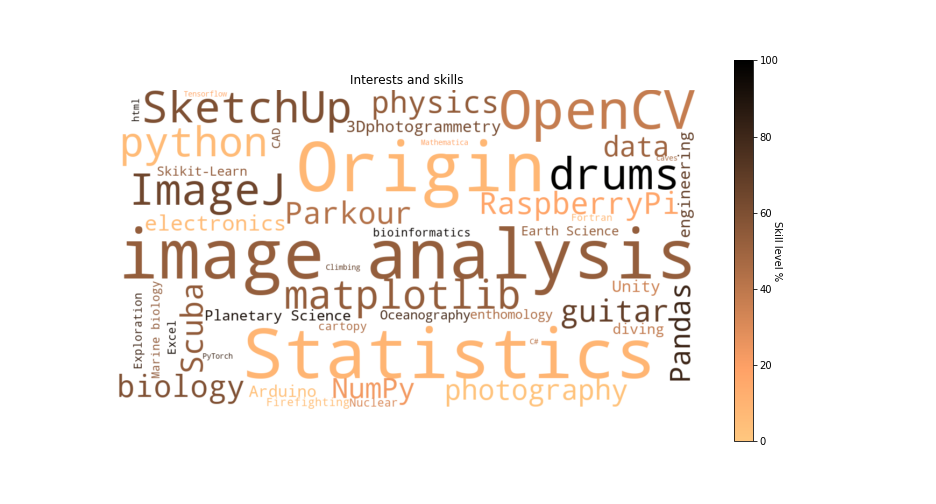 Interests and skills
Tensorflow
html
SketchUp
physics
OpenCV
3Dphotogrammetry
python
CAD
Mathematica
data
caves
engineering
Origin
drums
Skikit-Learn
ImageJ
Parkour
RaspberryPi
Fortran
electronics
bioinformatics
Earth Science
image analysis
Climbing
matplotlib
Unity
Exploration
Marine biology
Excel
Scuba
Planetary Science
Oceanography
enthomology
guitar
Pandas
cartopy
diving
PyTorch
Statistics
C#
biology
Arduino
NumPy
photography
Firefighting
Nuclear
100
80
60
40
20
0
Skill level %